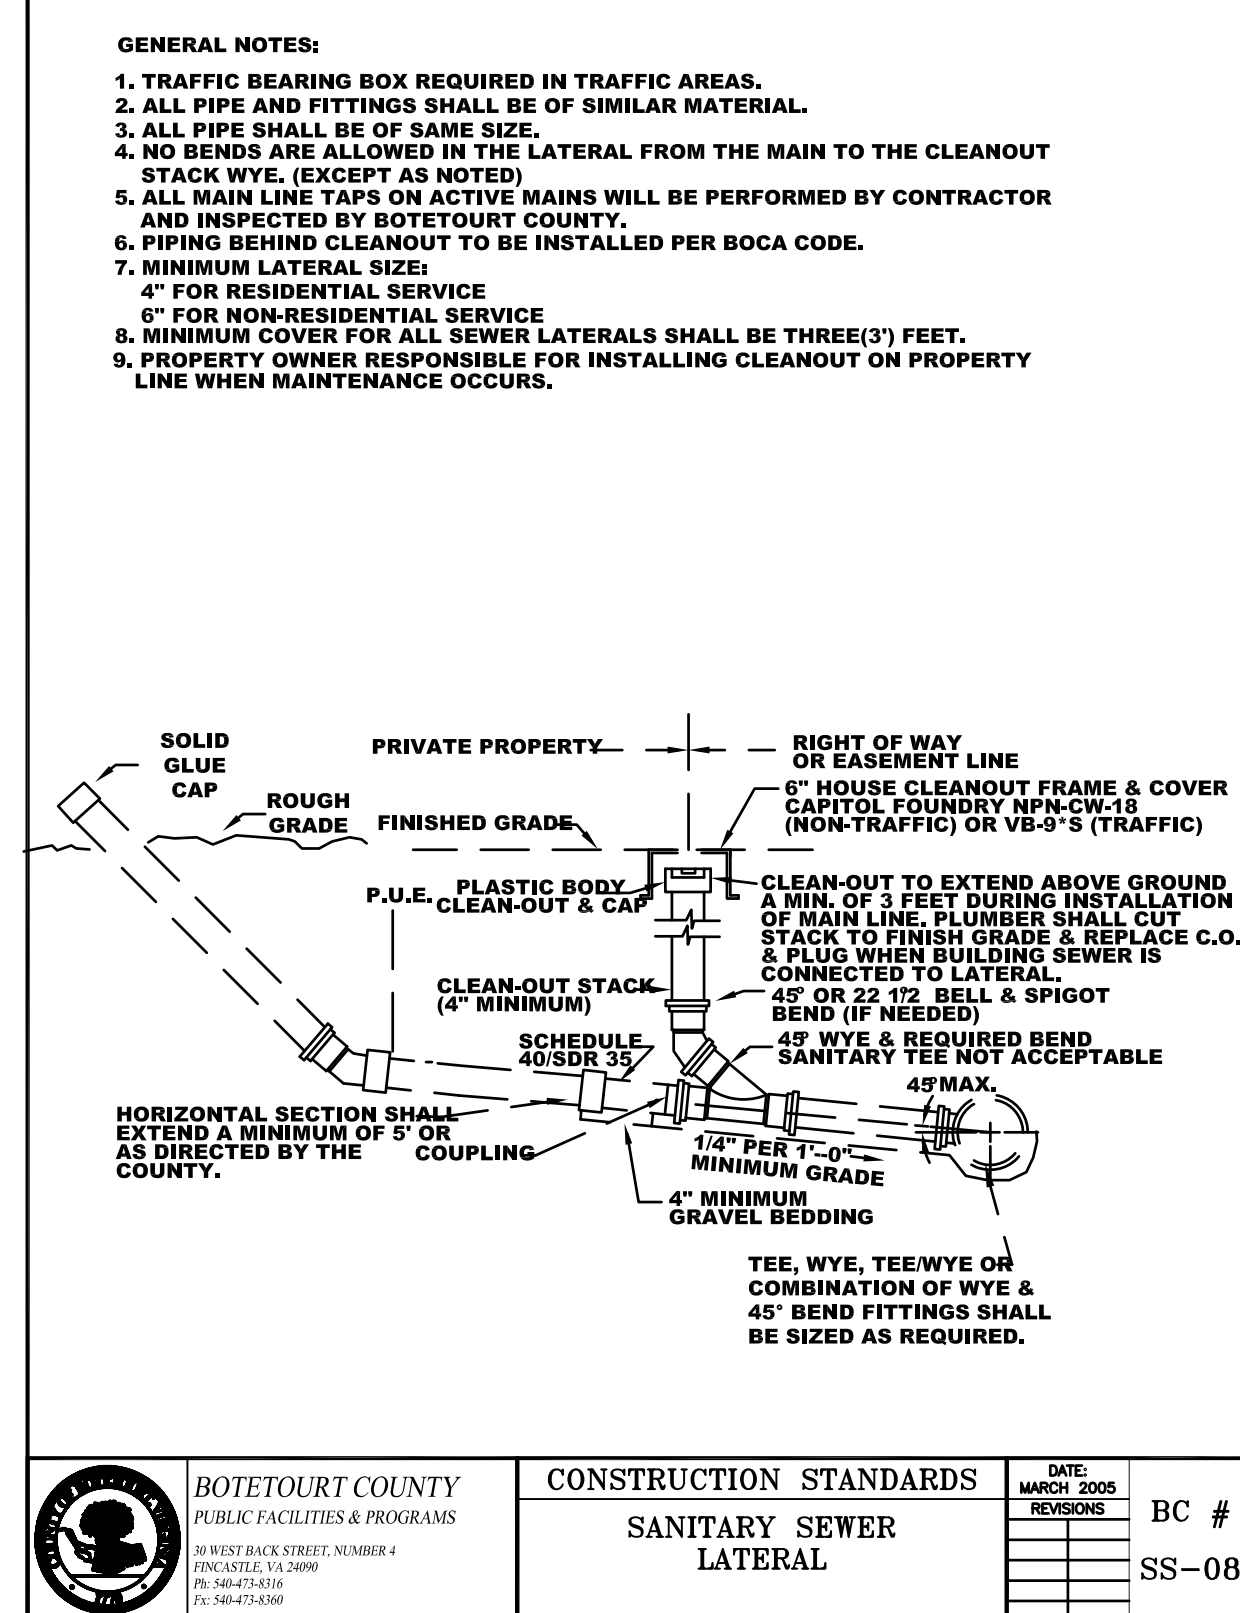 GENERAL NOTES:
1. TRAFFIC BEARING BOX REQUIRED IN TRAFFIC AREAS.
2. ALL PIPE AND FITTINGS SHALL BE OF SIMILAR MATERIAL.
3. ALL PIPE SHALL BE OF SAME SIZE.
4. NO BENDS ARE ALLOWED IN THE LATERAL FROM THE MAIN TO THE CLEANOUT
STACK WYE. (EXCEPT AS NOTED)
5. ALL MAIN LINE TAPS ON ACTIVE MAINS WILL BE PERFORMED BY CONTRACTOR
AND INSPECTED BY BOTETOURT COUNTY.
6. PIPING BEHIND CLEANOUT TO BE INSTALLED PER BOCA CODE.
7. MINIMUM LATERAL SIZE:
4" FOR RESIDENTIAL SERVICE
6" FOR NON-RESIDENTIAL SERVICE
8. MINIMUM COVER FOR ALL SEWER LATERALS SHALL BE THREE(3') FEET.
9. PROPERTY OWNER RESPONSIBLE FOR INSTALLING CLEANOUT ON PROPERTY
LINE WHEN MAINTENANCE OCCURS.
SOLID
GLUE
CAP
ROUGH
GRADE
PRIVATE PROPERTY
RIGHT OF WAY
OR EASEMENT LINE
6" HOUSE CLEANOUT FRAME & COVER
CAPITOL FOUNDRY NPN-CW-18
(NON-TRAFFIC) OR VB-9*S (TRAFFIC)
FINISHED GRADE
P.U.E.
PLASTIC BODY
CLEAN-OUT & CAP
CLEAN-OUT TO EXTEND ABOVE GROUND
A MIN. OF 3 FEET DURING INSTALLATION
OF MAIN LINE. PLUMBER SHALL CUT
STACK TO FINISH GRADE & REPLACE C.O.
& PLUG WHEN BUILDING SEWER IS
CONNECTED TO LATERAL.
CLEAN-OUT STACK
(4" MINIMUM)
45° OR 22 1/2 BELL & SPIGOT
BEND (IF NEEDED)
SCHEDULE
40/SDR 35
45° WYE & REQUIRED BEND
SANITARY TEE NOT ACCEPTABLE
45° MAX.
HORIZONTAL SECTION SHALL
EXTEND A MINIMUM OF 5' OR
AS DIRECTED BY THE
COUNTY.
COUPLING
1/4" PER 1'--0"
MINIMUM GRADE
4" MINIMUM
GRAVEL BEDDING
TEE, WYE, TEE/WYE OR
COMBINATION OF WYE &
45° BEND FITTINGS SHALL
BE SIZED AS REQUIRED.
BOTETOURT COUNTY
PUBLIC FACILITIES & PROGRAMS
30 WEST BACK STREET, NUMBER 4
FINCASTLE, VA 24090
Ph: 540-473-8316
Fx: 540-473-8360
CONSTRUCTION STANDARDS
SANITARY SEWER
LATERAL
DATE:
MARCH 2005
REVISIONS
BC #
SS-08